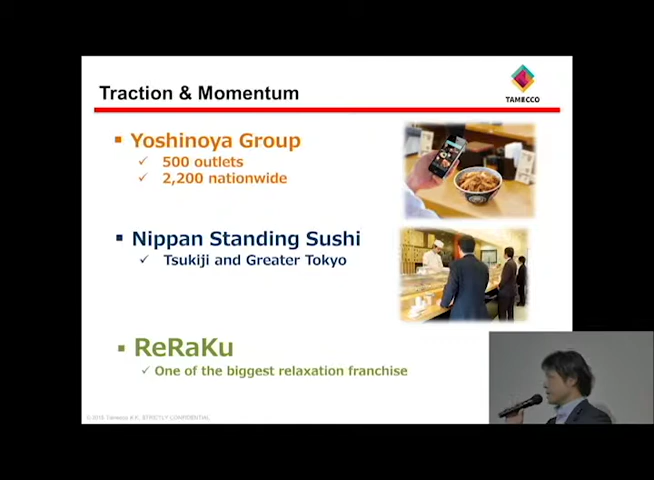 Traction & Momentum
TAMECCO
Yoshinoya Group
500 outlets
2,200 nationwide
Nippan Standing Sushi
Tsukiji and Greater Tokyo
ReRaKu
One of the biggest relaxation franchise
Tamecco K.K. STRICTLY CONFIDENTIAL